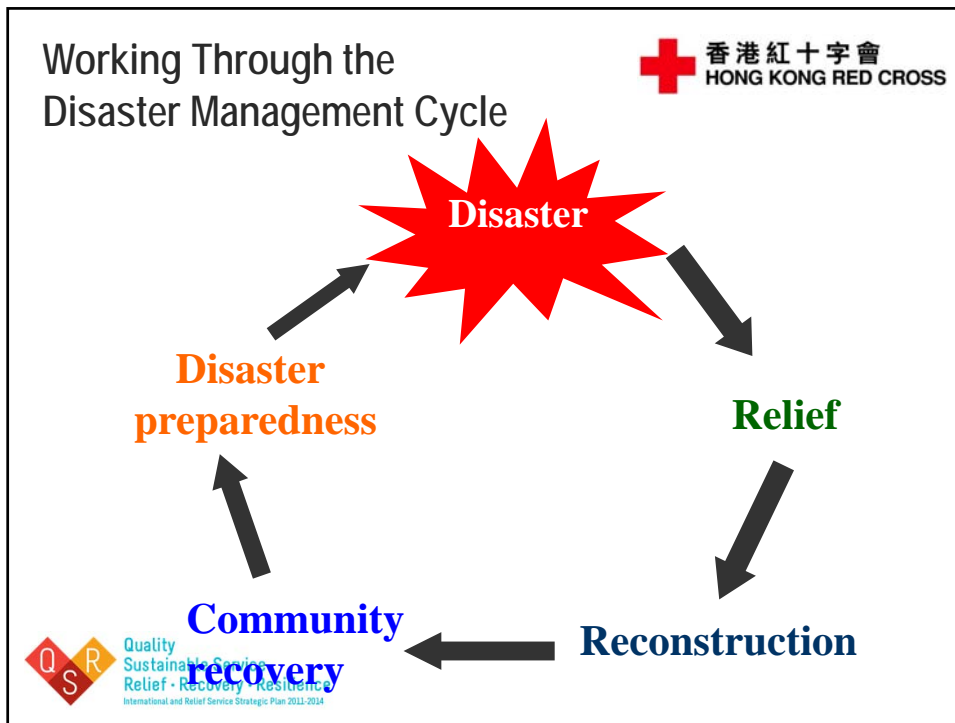 Working Through the
Disaster Management Cycle
香港紅十字會
HONG KONG RED CROSS
Disaster
Disaster
preparedness
Relief
Community
recovery
Reconstruction
QSR
Quality
Sustainable Service
Relief · Recovery · Resilience
International and Relief Service Strategic Plan 2011-2014